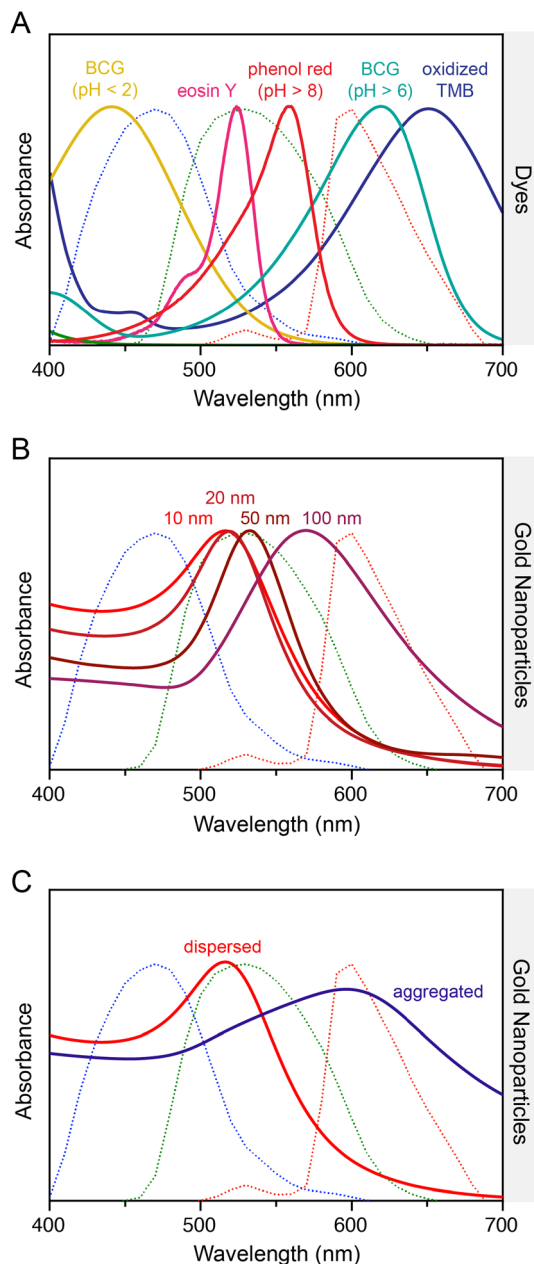 A
BCG
(pH < 2)
eosin Y
phenol red
(pH > 8)
BCG
(pH > 6)
oxidized
TMB
Absorbance
Dyes
400
500
600
700
Wavelength (nm)
B
20 nm
10 nm
50 nm
100 nm
Absorbance
Gold Nanoparticles
400
500
600
700
Wavelength (nm)
C
dispersed
aggregated
Absorbance
Gold Nanoparticles
400
500
600
700
Wavelength (nm)